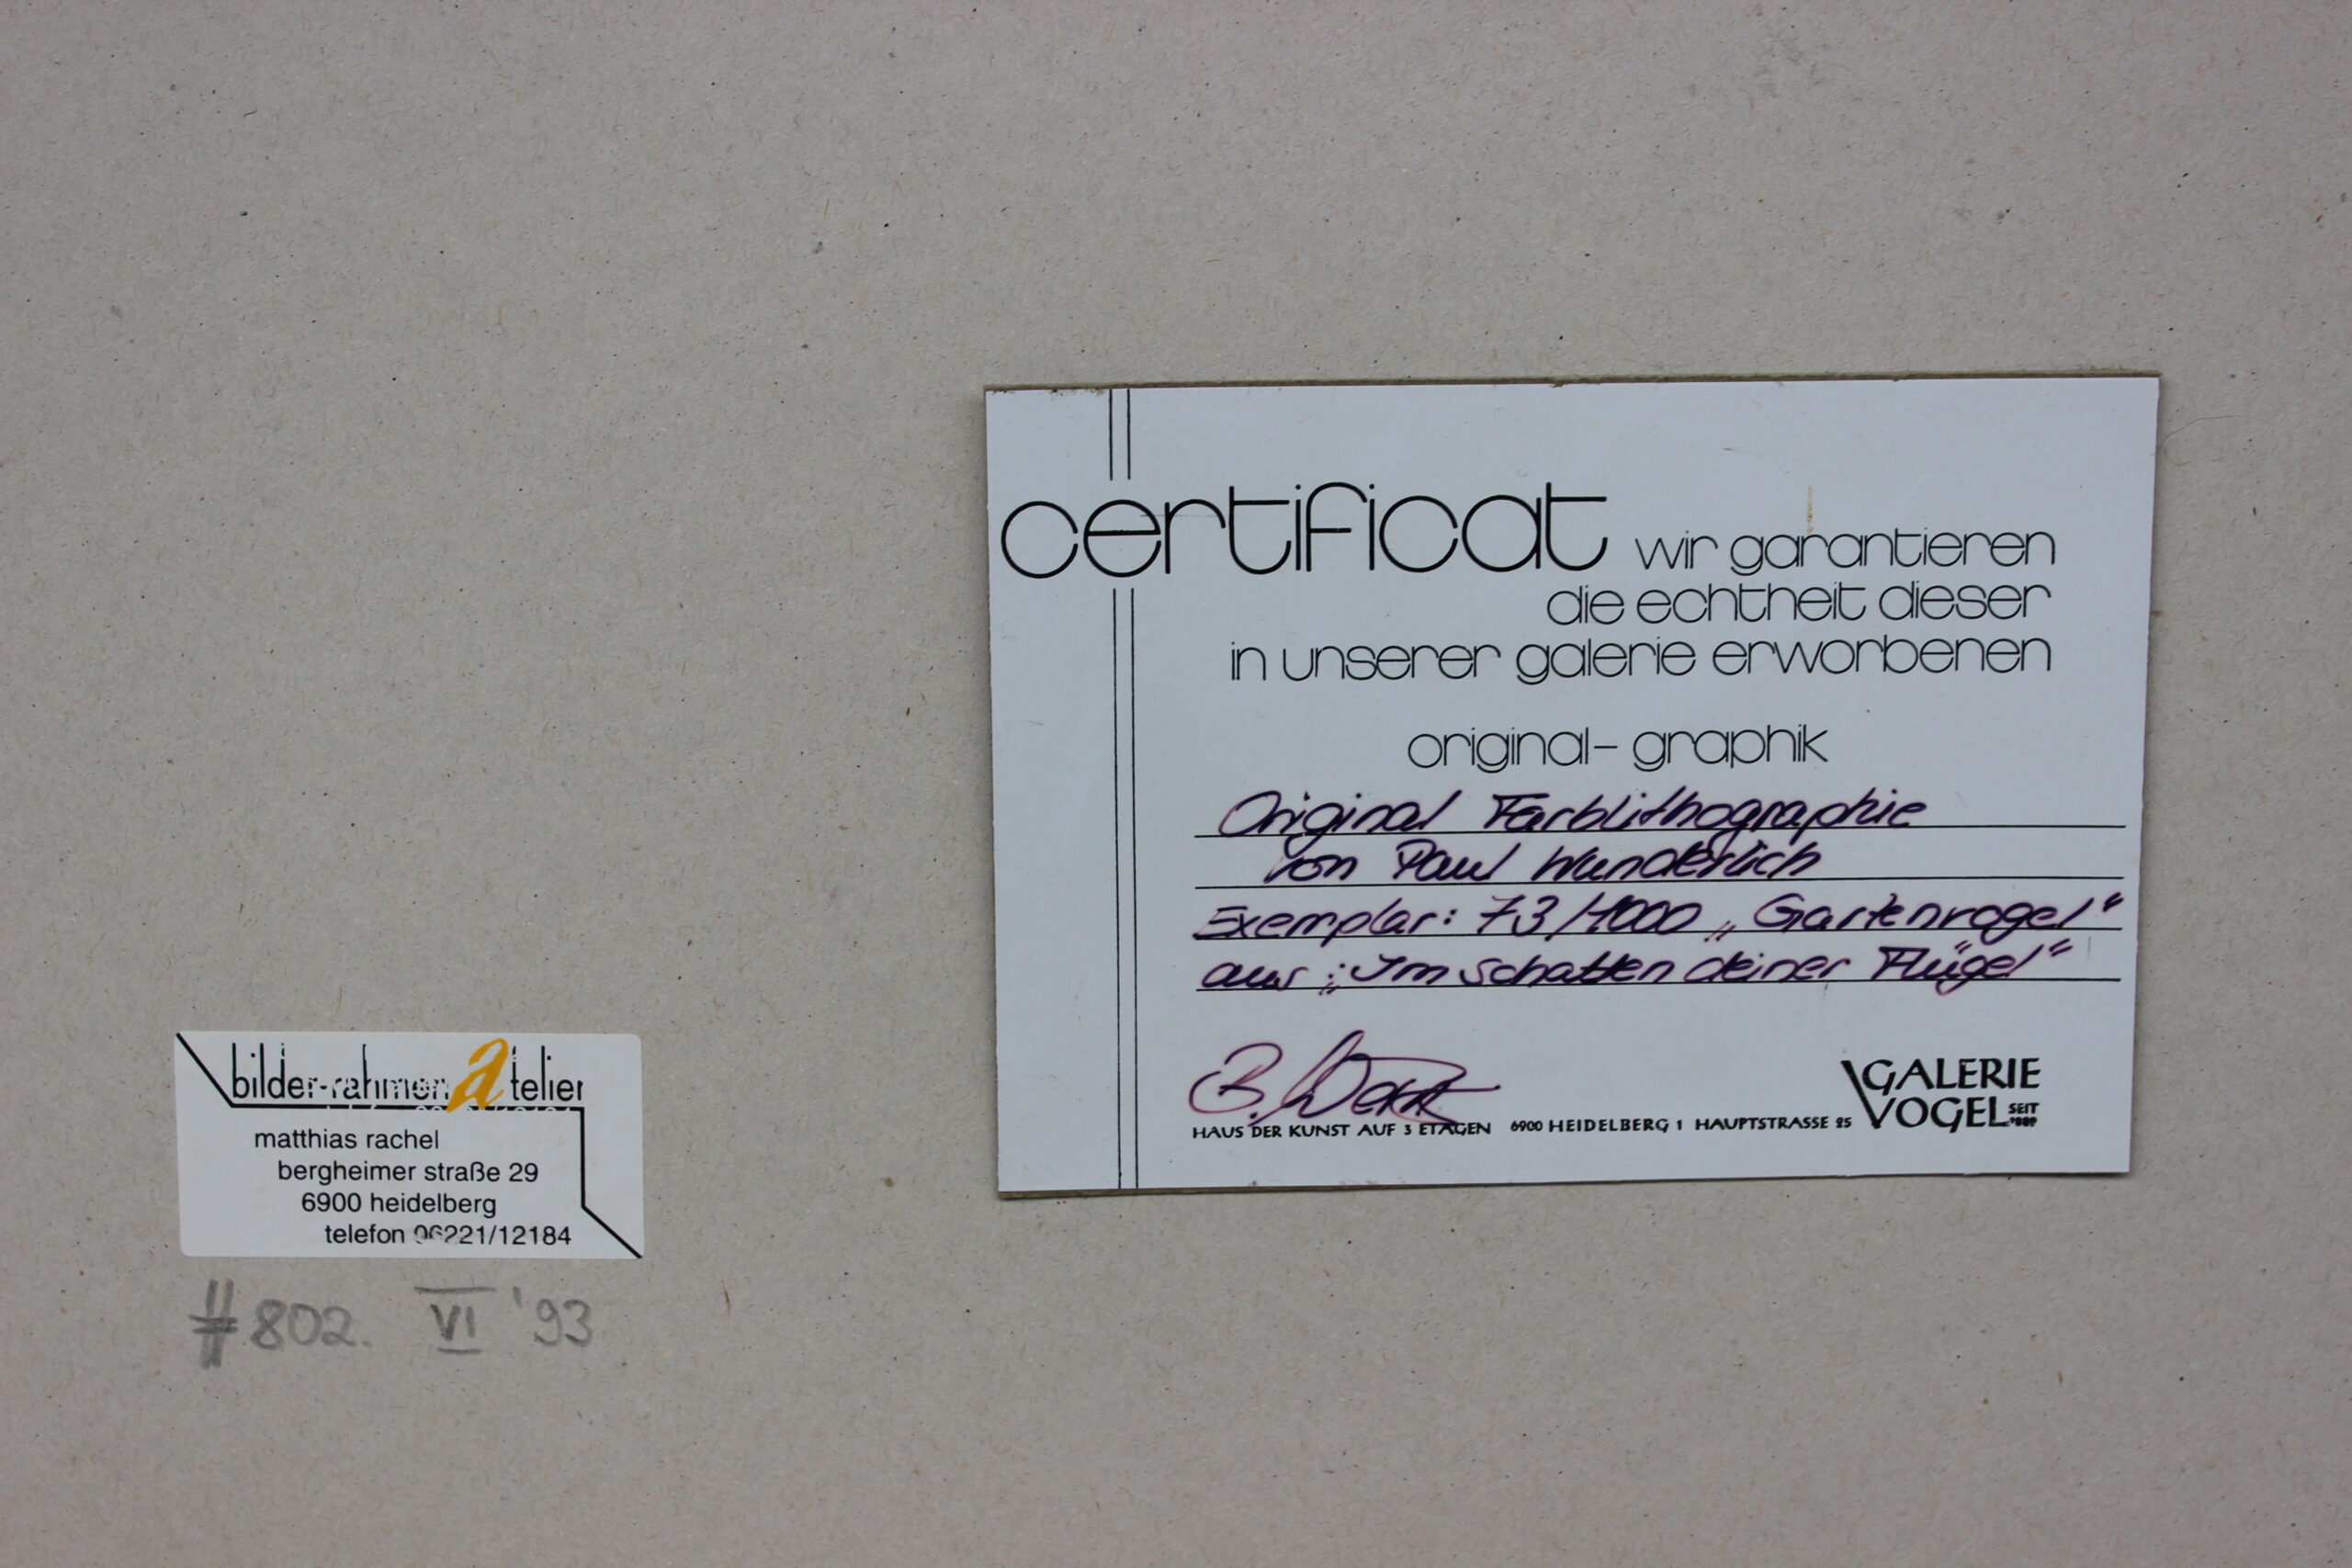 certificat wir garantieren
die echtheit dieser
in unserer galerie erworbenen
original-graphik
Original Farblithographie
von Paul Wunderlich
Exemplar: 73/1000 „Gartenvogel“
aus: „Im Schatten deiner Flügel“
GALERIE
VOGEL SEIT
HAUS DER KUNST AUF 3 ETAGEN 6900 HEIDELBERG 1 HAUPTSTRASSE 25
bilder-rahmen atelier
matthias rachel
bergheimer straße 29
6900 heidelberg
telefon 06221/12184
#802. VI '93